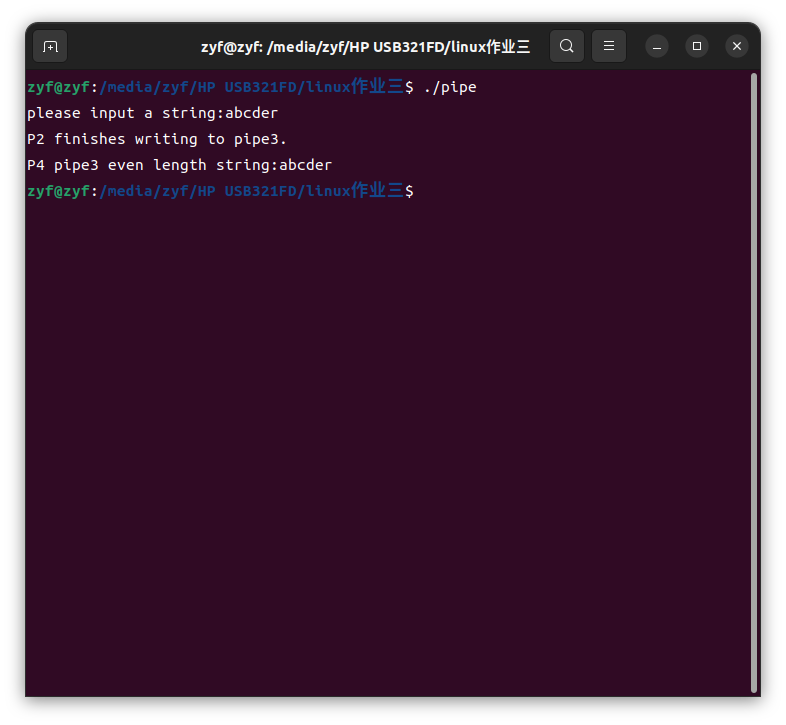 zyf@zyf: /media/zyf/HP USB321FD/linux作业三
zyf@zyf:/media/zyf/HP USB321FD/linux作业三$ ./pipe
please input a string:abcder
P2 finishes writing to pipe3.
P4 pipe3 even length string:abcder
zyf@zyf:/media/zyf/HP USB321FD/linux作业三$